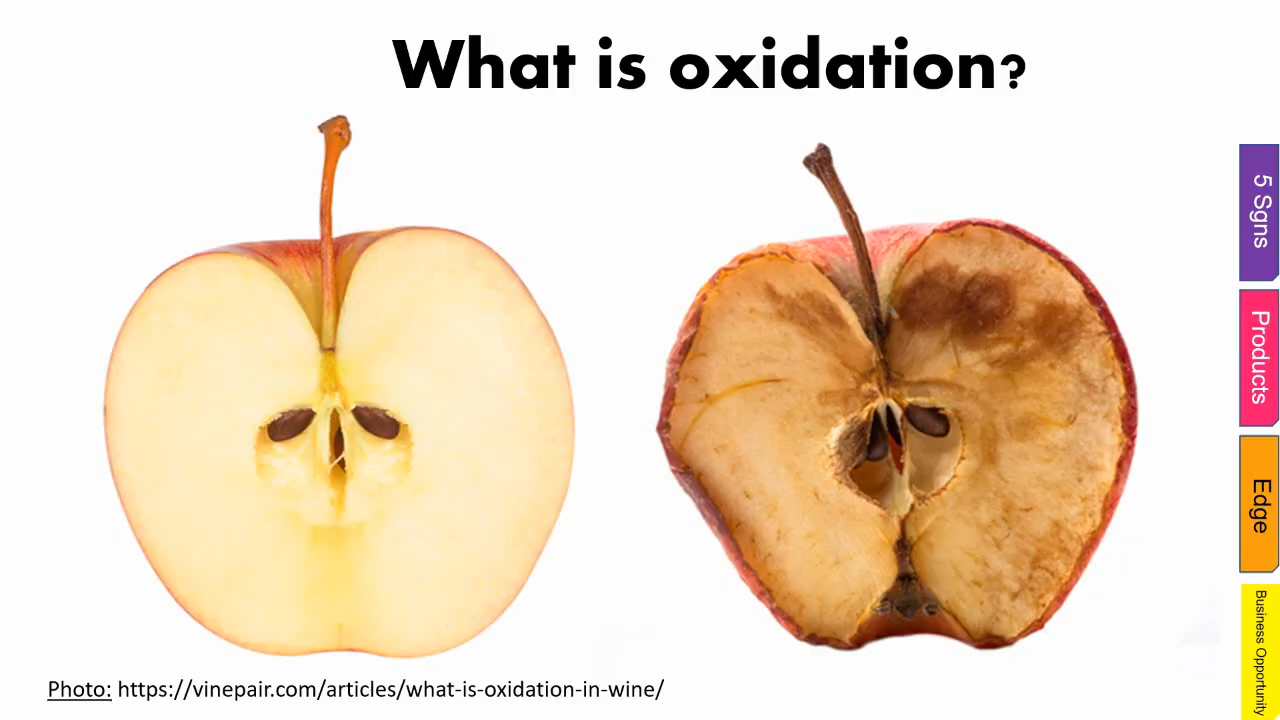 What is oxidation?
5 Sgns
Products
Edge
Business Opportunity
Photo: https://vinepair.com/articles/what-is-oxidation-in-wine/